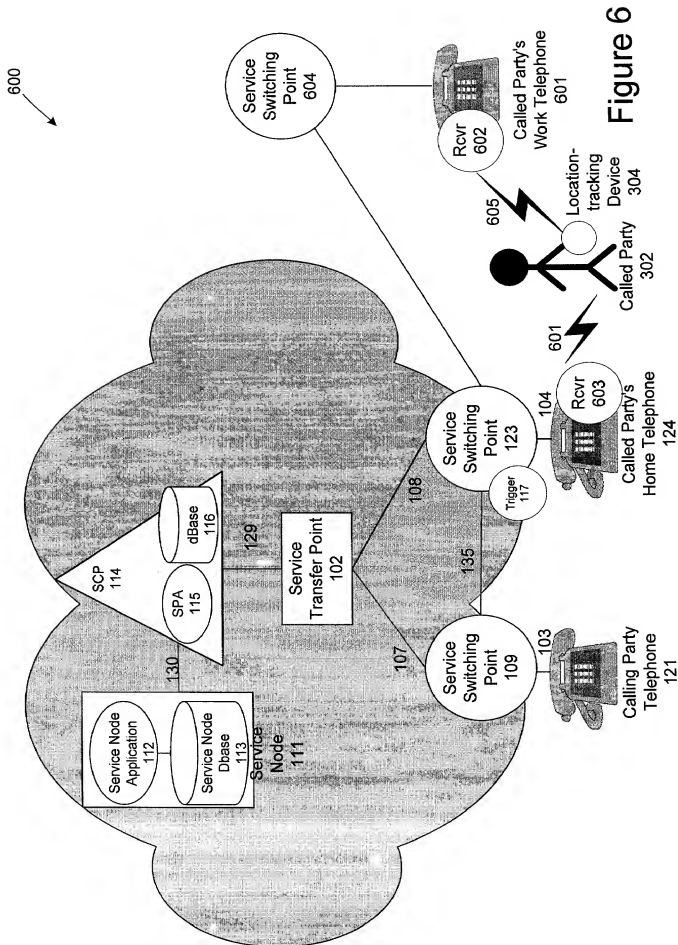 600
Service Node
Application
112
Service Node
Dbase
113
Service
Node
111
130
SCP
114
SPA
115
dBase
116
129
Service
Transfer Point
102
107
108
Service
Switching
Point
109
135
Service
Switching
Point
123
Trigger
117
Service
Switching
Point
604
103
104
Calling Party
Telephone
121
Rcvr
603
Called Party's
Home Telephone
124
601
Called Party
302
605
Location-
tracking
Device
304
Rcvr
602
Called Party's
Work Telephone
601
Figure 6